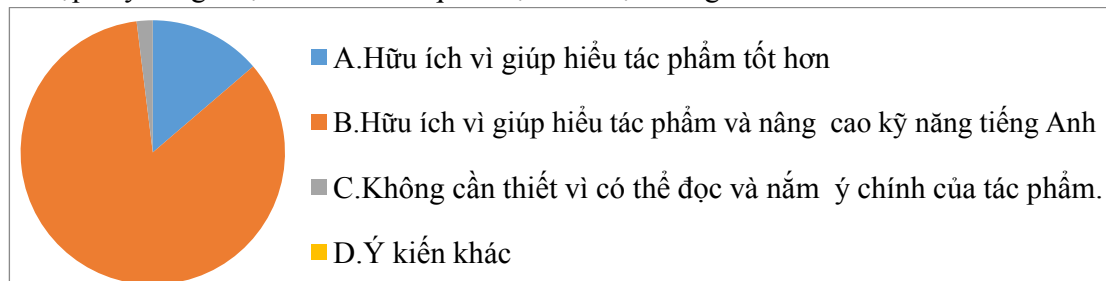 A.Hữu ích vì giúp hiểu tác phẩm tốt hơn
B.Hữu ích vì giúp hiểu tác phẩm và nâng cao kỹ năng tiếng Anh
C.Không cần thiết vì có thể đọc và nắm ý chính của tác phẩm.
D.Ý kiến khác